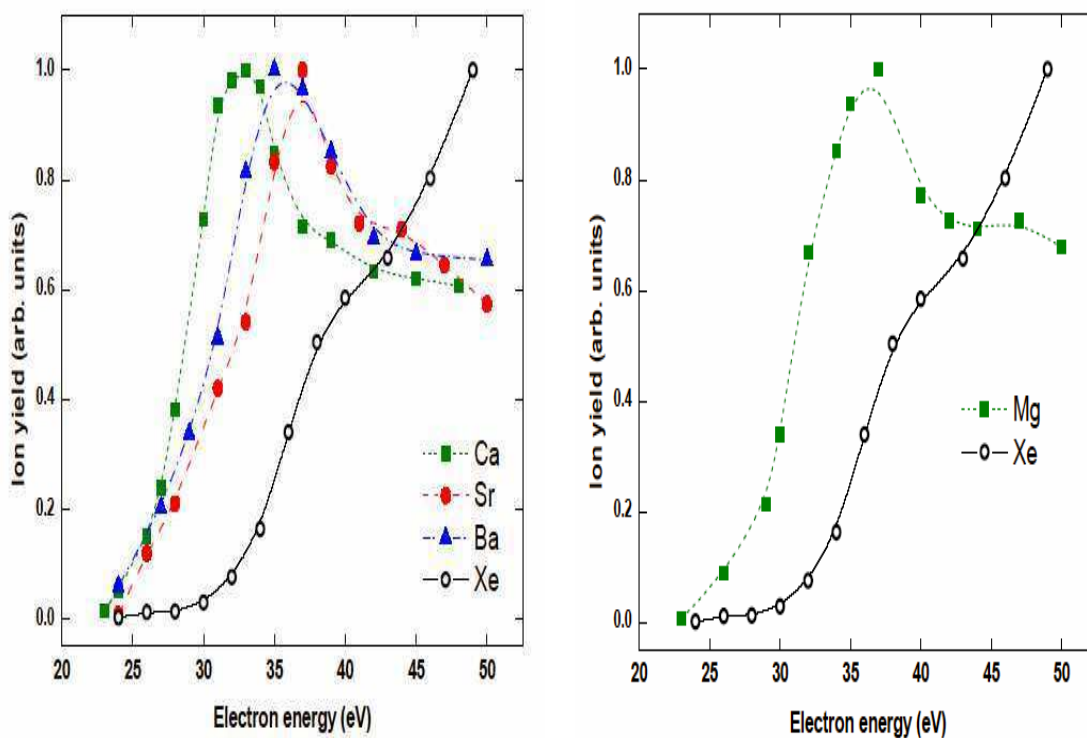 Ion yield (arb. units)
1.0
0.8
0.6
0.4
0.2
0.0
Ca
Sr
Ba
Xe
20 25 30 35 40 45 50
Electron energy (eV)
Ion yield (arb. units)
1.0
0.8
0.6
0.4
0.2
0.0
Mg
Xe
20 25 30 35 40 45 50
Electron energy (eV)